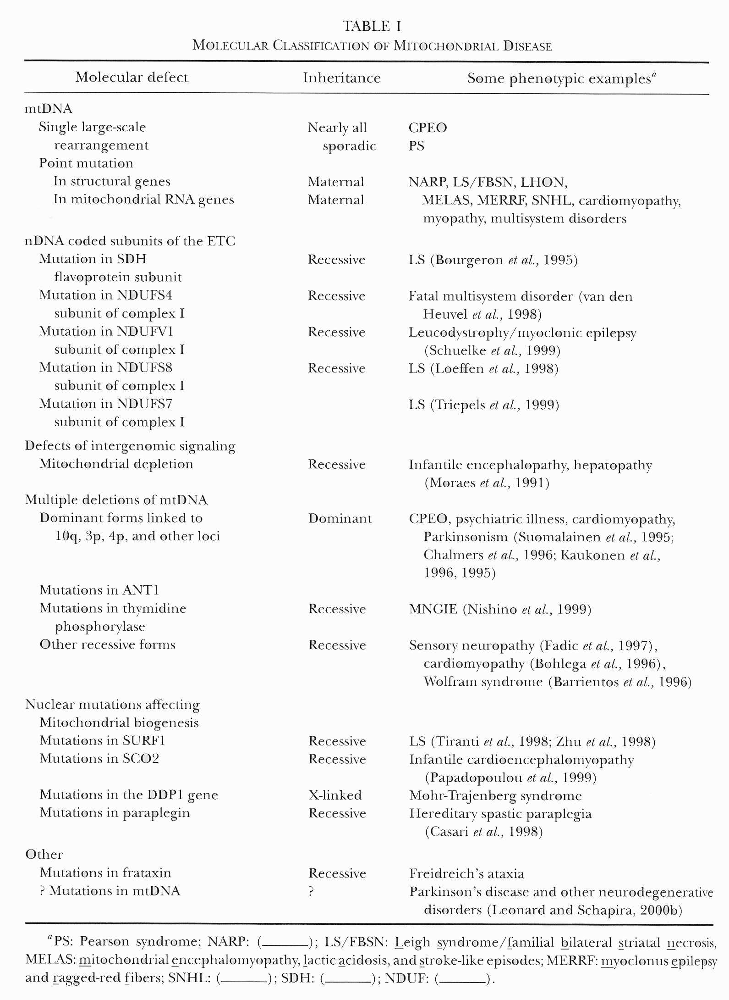 TABLE I
MOLECULAR CLASSIFICATION OF MITOCHONDRIAL DISEASE
Molecular defect Inheritance Some phenotypic examplesᵃ
mtDNA
Single large-scale Nearly all CPEO
rearrangement sporadic PS
Point mutation
In structural genes Maternal NARP, LS/FBSN, LHON,
In mitochondrial RNA genes Maternal MELAS, MERRF, SNHL, cardiomyopathy,
myopathy, multisystem disorders
nDNA coded subunits of the ETC
Mutation in SDH Recessive LS (Bourgeron et al., 1995)
flavoprotein subunit
Mutation in NDUFS4 Recessive Fatal multisystem disorder (van den
subunit of complex I Heuvel et al., 1998)
Mutation in NDUFV1 Recessive Leucodystrophy/myoclonic epilepsy
subunit of complex I (Schuelke et al., 1999)
Mutation in NDUFS8 Recessive LS (Loeffen et al., 1998)
subunit of complex I
Mutation in NDUFS7 LS (Triepels et al., 1999)
subunit of complex I
Defects of intergenomic signaling
Mitochondrial depletion Recessive Infantile encephalopathy, hepatopathy
(Moraes et al., 1991)
Multiple deletions of mtDNA
Dominant forms linked to Dominant CPEO, psychiatric illness, cardiomyopathy,
10q, 3p, 4p, and other loci Parkinsonism (Suomalainen et al., 1995;
Chalmers et al., 1996; Kaukonen et al.,
1996, 1995)
Mutations in ANT1
Mutations in thymidine Recessive MNGIE (Nishino et al., 1999)
phosphorylase
Other recessive forms Recessive Sensory neuropathy (Fadic et al., 1997),
cardiomyopathy (Bohlega et al., 1996),
Wolfram syndrome (Barrientos et al., 1996)
Nuclear mutations affecting
Mitochondrial biogenesis
Mutations in SURF1 Recessive LS (Tiranti et al., 1998; Zhu et al., 1998)
Mutations in SCO2 Recessive Infantile cardioencephalomyopathy
(Papadopoulou et al., 1999)
Mutations in the DDP1 gene X-linked Mohr-Trajenberg syndrome
Mutations in paraplegin Recessive Hereditary spastic paraplegia
(Casari et al., 1998)
Other
Mutations in frataxin Recessive Freidreich's ataxia
? Mutations in mtDNA ? Parkinson's disease and other neurodegenerative
disorders (Leonard and Schapira, 2000b)
ᵃPS: Pearson syndrome; NARP: (______); LS/FBSN: Leigh syndrome/familial bilateral striatal necrosis,
MELAS: mitochondrial encephalomyopathy, lactic acidosis, and stroke-like episodes; MERRF: myoclonus epilepsy
and ragged-red fibers; SNHL: (______); SDH: (______); NDUF: (______).